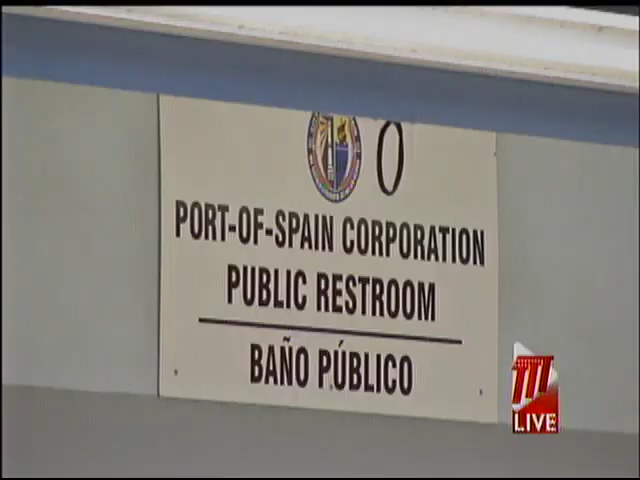 0
PORT-OF-SPAIN CORPORATION
PUBLIC RESTROOM
BAÑO PÚBLICO
LIVE